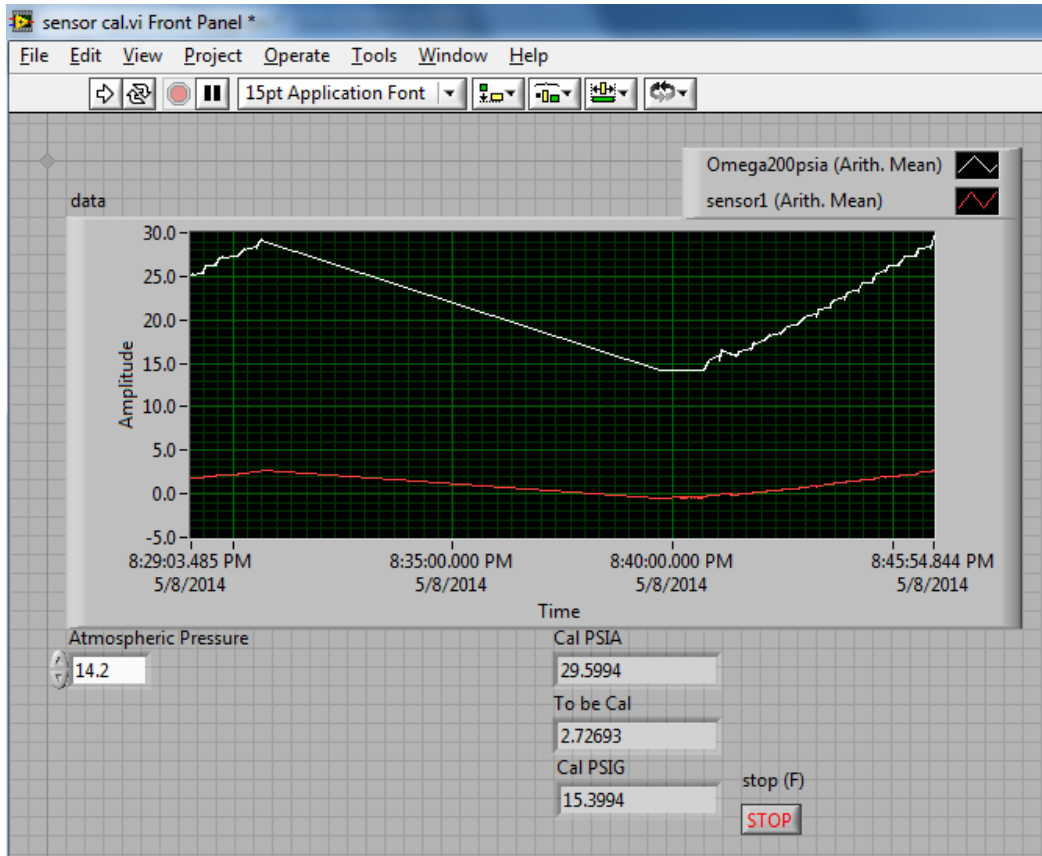 sensor cal.vi Front Panel *
File Edit View Project Operate Tools Window Help
15pt Application Font
Omega200psia (Arith. Mean)
sensor1 (Arith. Mean)
data
30.0
25.0
20.0
15.0
10.0
5.0
0.0
-5.0
Amplitude
8:29:03.485 PM 8:35:00.000 PM 8:40:00.000 PM 8:45:54.844 PM
5/8/2014 5/8/2014 5/8/2014 5/8/2014
Time
Atmospheric Pressure
14.2
Cal PSIA
29.5994
To be Cal
2.72693
Cal PSIG
15.3994
stop (F)
STOP